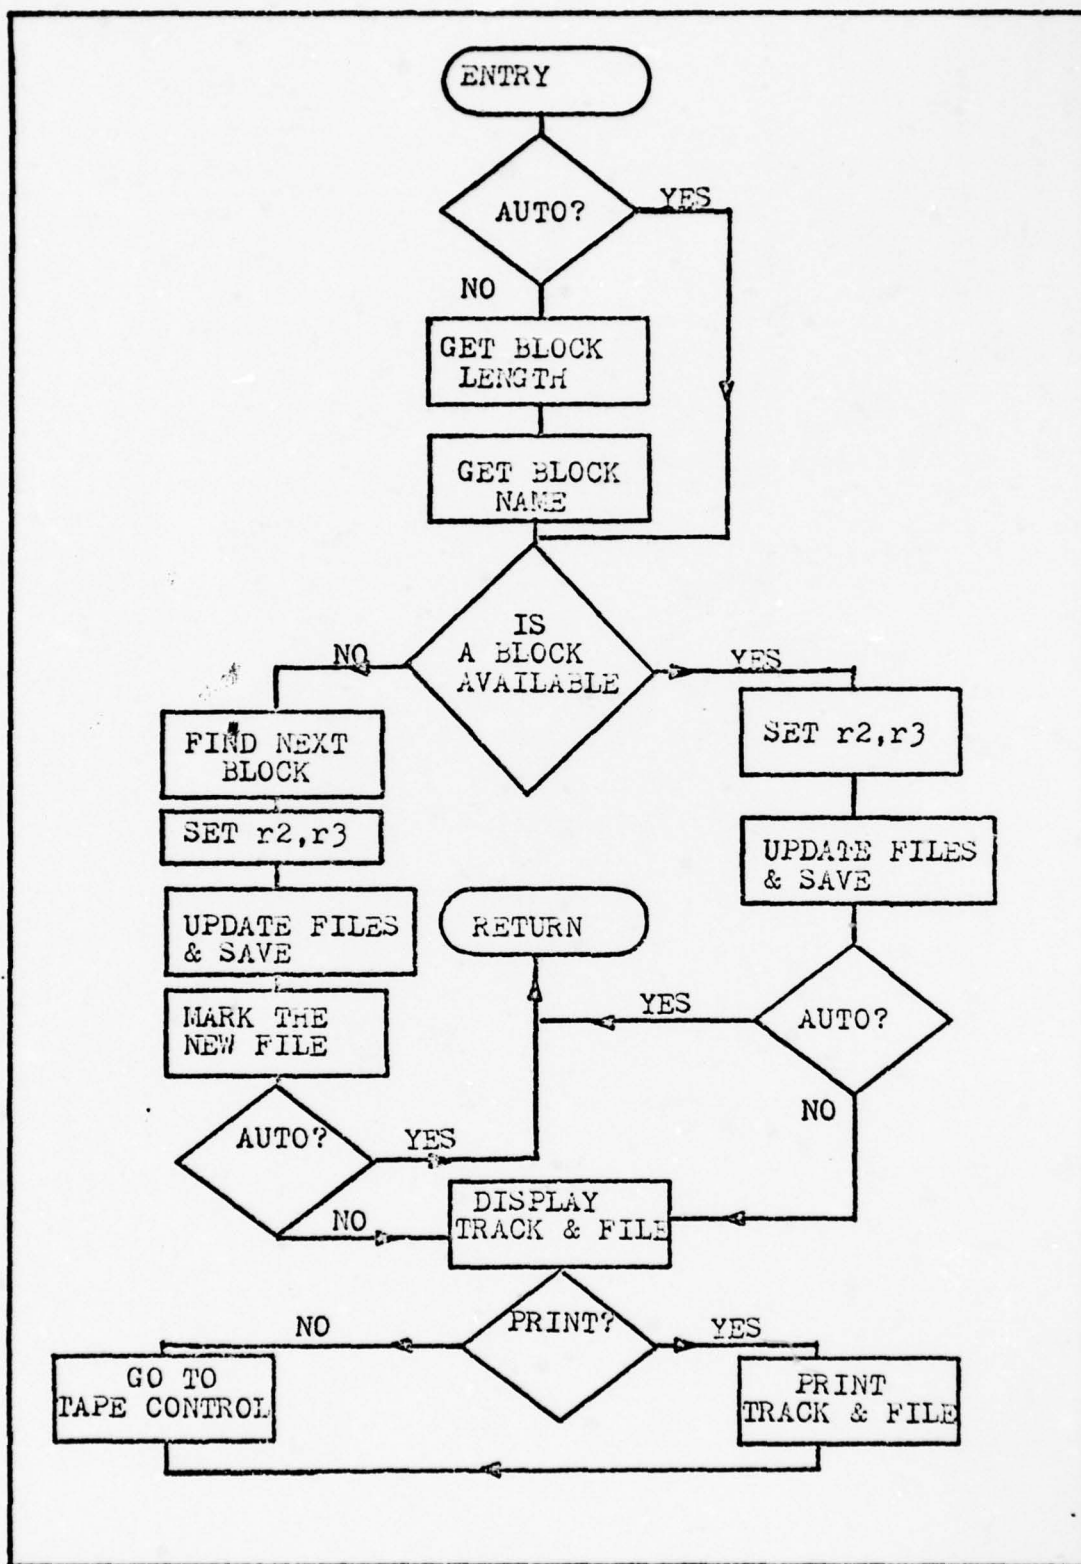 ENTRY
AUTO?
YES
NO
GET BLOCK
LENGTH
GET BLOCK
NAME
IS
A BLOCK
AVAILABLE
NO
YES
FIND NEXT
BLOCK
SET r2,r3
SET r2,r3
UPDATE FILES
& SAVE
UPDATE FILES
& SAVE
RETURN
MARK THE
NEW FILE
YES
AUTO?
NO
AUTO?
YES
NO
DISPLAY
TRACK & FILE
PRINT?
NO
YES
GO TO
TAPE CONTROL
PRINT
TRACK & FILE